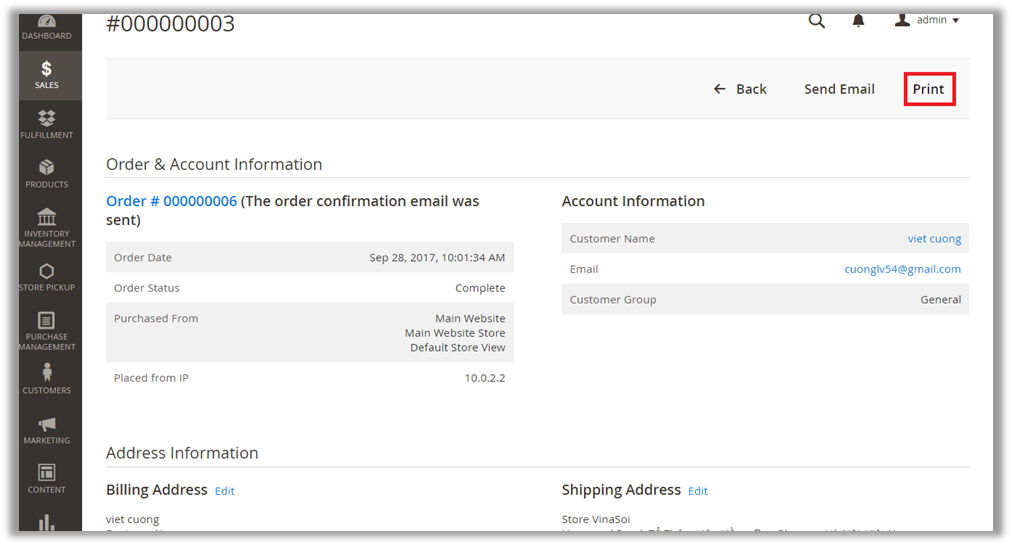 #000000003
admin
DASHBOARD
SALES
FULFILLMENT
PRODUCTS
INVENTORY
MANAGEMENT
STORE PICKUP
PURCHASE
MANAGEMENT
CUSTOMERS
MARKETING
CONTENT
Back Send Email Print
Order & Account Information
Order # 000000006 (The order confirmation email was
sent)
Order Date Sep 28, 2017, 10:01:34 AM
Order Status Complete
Purchased From Main Website
Main Website Store
Default Store View
Placed from IP 10.0.2.2
Account Information
Customer Name viet cuong
Email cuonglv54@gmail.com
Customer Group General
Address Information
Billing Address Edit
viet cuong
Shipping Address Edit
Store VinaSoi